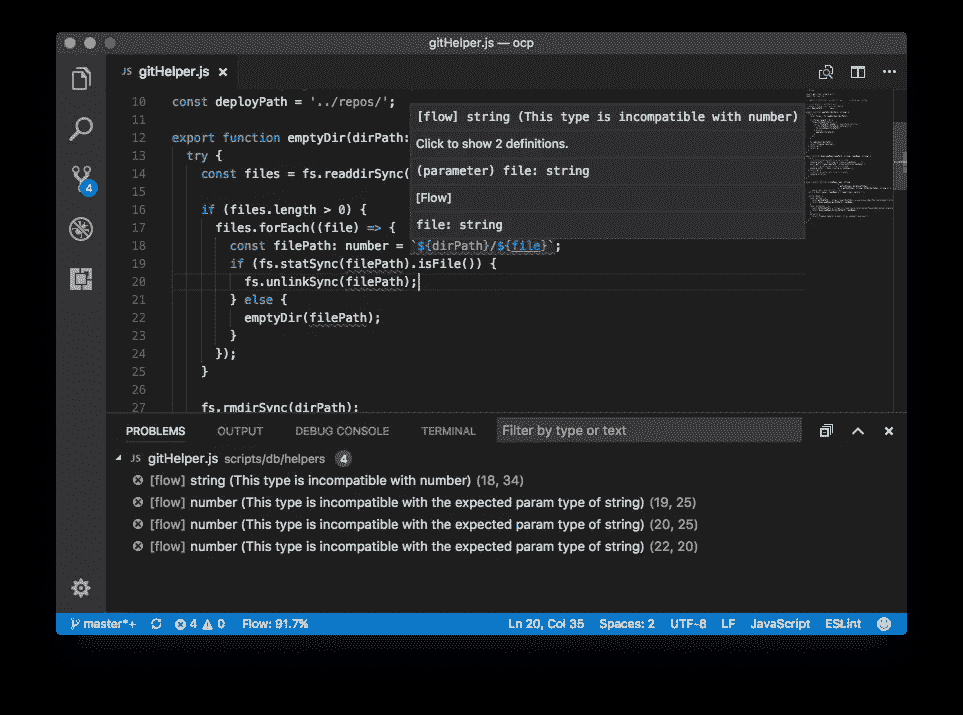 gitHelper.js — ocp
JS gitHelper.js ×
10 const deployPath = '../repos/';
11
12 export function emptyDir(dirPath:
13 try {
14 const files = fs.readdirSync(
15
16 if (files.length > 0) {
17 files.forEach((file) => {
18 const filePath: number = `${dirPath}/${file}`;
19 if (fs.statSync(filePath).isFile()) {
20 fs.unlinkSync(filePath);
21 } else {
22 emptyDir(filePath);
23 }
24 });
25 }
26
27 fs.rmdirSync(dirPath);
[flow] string (This type is incompatible with number)
Click to show 2 definitions.
(parameter) file: string
[Flow]
file: string
4
PROBLEMS OUTPUT DEBUG CONSOLE TERMINAL Filter by type or text
JS gitHelper.js scripts/db/helpers 4
[flow] string (This type is incompatible with number) (18, 34)
[flow] number (This type is incompatible with the expected param type of string) (19, 25)
[flow] number (This type is incompatible with the expected param type of string) (20, 25)
[flow] number (This type is incompatible with the expected param type of string) (22, 20)
master*+ 4 0 Flow: 91.7% Ln 20, Col 35 Spaces: 2 UTF-8 LF JavaScript ESLint